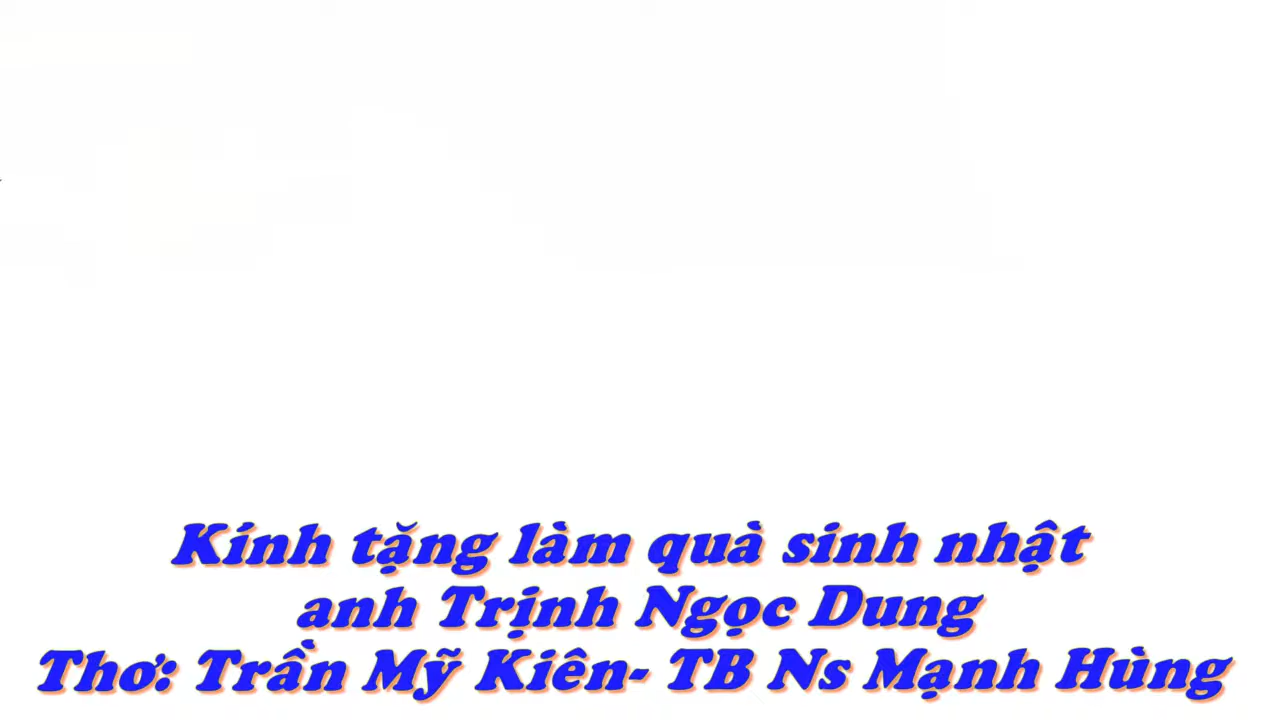 Kính tặng làm quà sinh nhật
anh Trịnh Ngọc Dung
Thơ: Trần Mỹ Kiên- TB Ns Mạnh Hùng